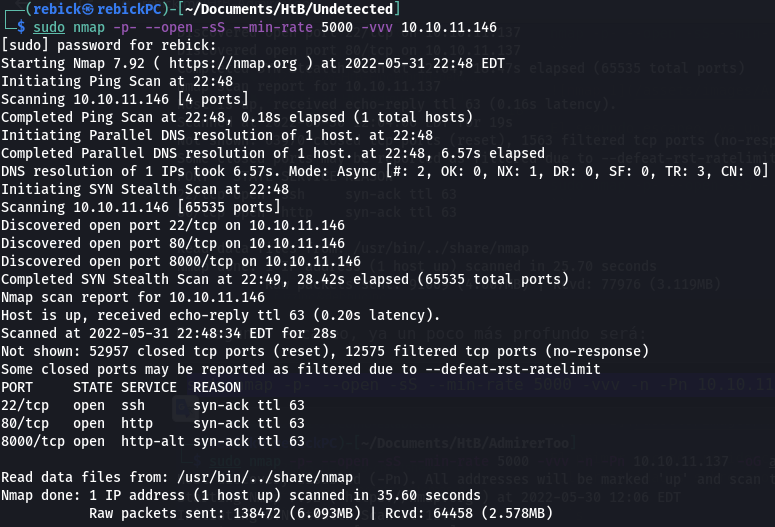 ┌──(rebick㉿rebickPC)-[~/Documents/HtB/Undetected]
└─$ sudo nmap -p- --open -sS --min-rate 5000 -vvv 10.10.11.146
[sudo] password for rebick:
Starting Nmap 7.92 ( https://nmap.org ) at 2022-05-31 22:48 EDT
Initiating Ping Scan at 22:48
Scanning 10.10.11.146 [4 ports]
Completed Ping Scan at 22:48, 0.18s elapsed (1 total hosts)
Initiating Parallel DNS resolution of 1 host. at 22:48
Completed Parallel DNS resolution of 1 host. at 22:48, 6.57s elapsed
DNS resolution of 1 IPs took 6.57s. Mode: Async [#: 2, OK: 0, NX: 1, DR: 0, SF: 0, TR: 3, CN: 0]
Initiating SYN Stealth Scan at 22:48
Scanning 10.10.11.146 [65535 ports]
Discovered open port 22/tcp on 10.10.11.146
Discovered open port 80/tcp on 10.10.11.146
Discovered open port 8000/tcp on 10.10.11.146
Completed SYN Stealth Scan at 22:49, 28.42s elapsed (65535 total ports)
Nmap scan report for 10.10.11.146
Host is up, received echo-reply ttl 63 (0.20s latency).
Scanned at 2022-05-31 22:48:34 EDT for 28s
Not shown: 52957 closed tcp ports (reset), 12575 filtered tcp ports (no-response)
Some closed ports may be reported as filtered due to --defeat-rst-ratelimit
PORT     STATE SERVICE  REASON
22/tcp   open  ssh      syn-ack ttl 63
80/tcp   open  http     syn-ack ttl 63
8000/tcp open  http-alt syn-ack ttl 63
Read data files from: /usr/bin/../share/nmap
Nmap done: 1 IP address (1 host up) scanned in 35.60 seconds
Raw packets sent: 138472 (6.093MB) | Rcvd: 64458 (2.578MB)